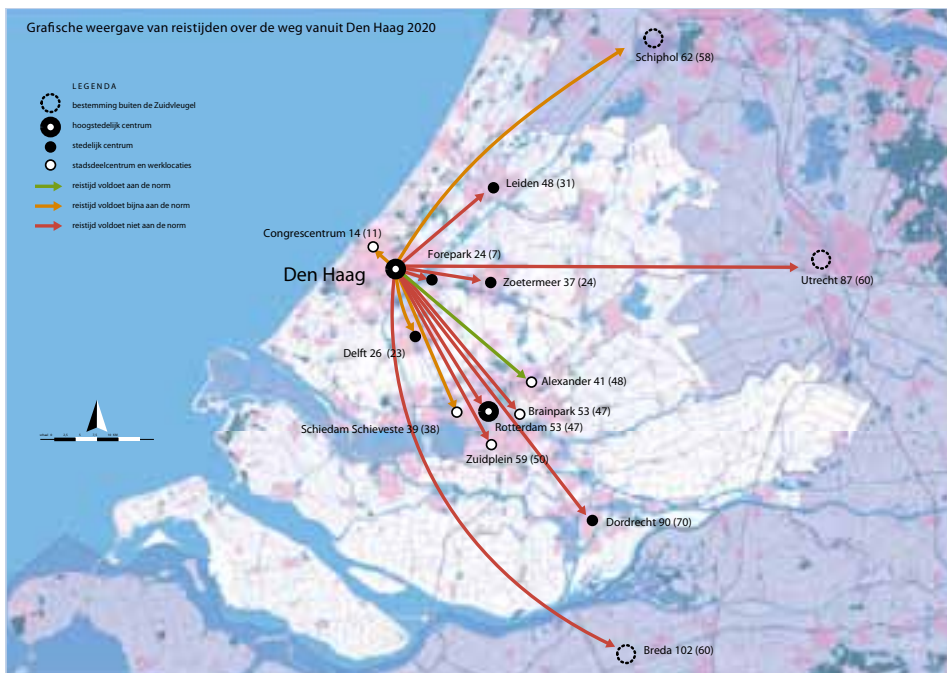 Grafische weergave van reistijden over de weg vanuit Den Haag 2020
LEGENDA
bestemming buiten de Zuidvleugel
hoogstedelijk centrum
stedelijk centrum
stadsdeelcentrum en werklocaties
reistijd voldoet aan de norm
reistijd voldoet bijna aan de norm
reistijd voldoet niet aan de norm
Schiphol 62 (58)
Leiden 48 (31)
Congrescentrum 14 (11)
Forepark 24 (7)
Den Haag
Zoetermeer 37 (24)
Utrecht 87 (60)
Delft 26 (23)
Alexander 41 (48)
Brainpark 53 (47)
Schiedam Schieveste 39 (38)
Rotterdam 53 (47)
Zuidplein 59 (50)
Dordrecht 90 (70)
Breda 102 (60)